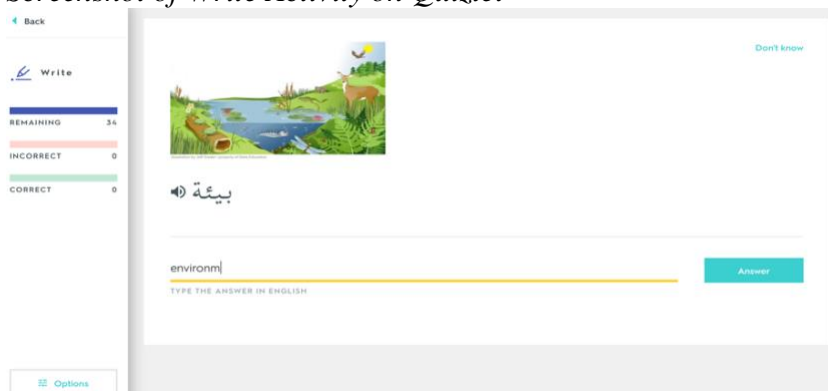 Screenshot of Write Activity on Quizlet
Back
Write
REMAINING 34
INCORRECT 0
CORRECT 0
Options
Don't know
بيئة
environm
TYPE THE ANSWER IN ENGLISH
Answer